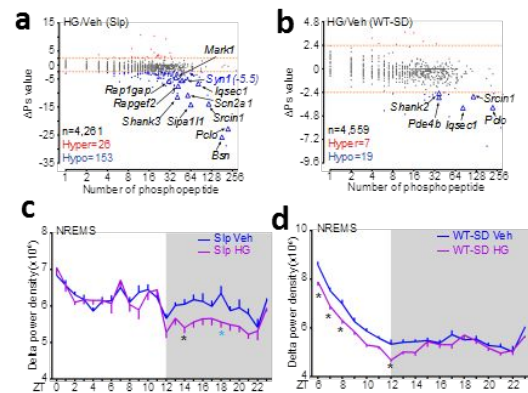 a
HG/Veh (Slp)
ΔPs value
15
5
-5
-15
-25
-35
Mark1
Syn1(-5.5)
Rap1gap
Iqsec1
Rapgef2
Scn2a1
Shank3
Sipa1l1
Srcin1
Pclo
Bsn
n=4,261
Hyper=26
Hypo=153
1 2 4 8 16 32 64 128 256
Number of phosphopeptide
b
HG/Veh (WT-SD)
ΔPs value
4.8
2.4
0
-2.4
-4.8
-7.2
-9.6
Shank2
Srcin1
Pde4b
Iqsec1
Pclo
n=4,559
Hyper=7
Hypo=19
1 2 4 8 16 32 64 128 256
Number of phosphopeptide
c
NREMS
Slp Veh
Slp HG
Delta power density(x10⁴)
8
7
6
5
4
*
*
ZT 0 2 4 6 8 10 12 14 16 18 20 22
d
NREMS
WT-SD Veh
WT-SD HG
Delta power density(x10⁴)
10
8
6
4
*
*
*
*
ZT 6 8 10 12 14 16 18 20 22